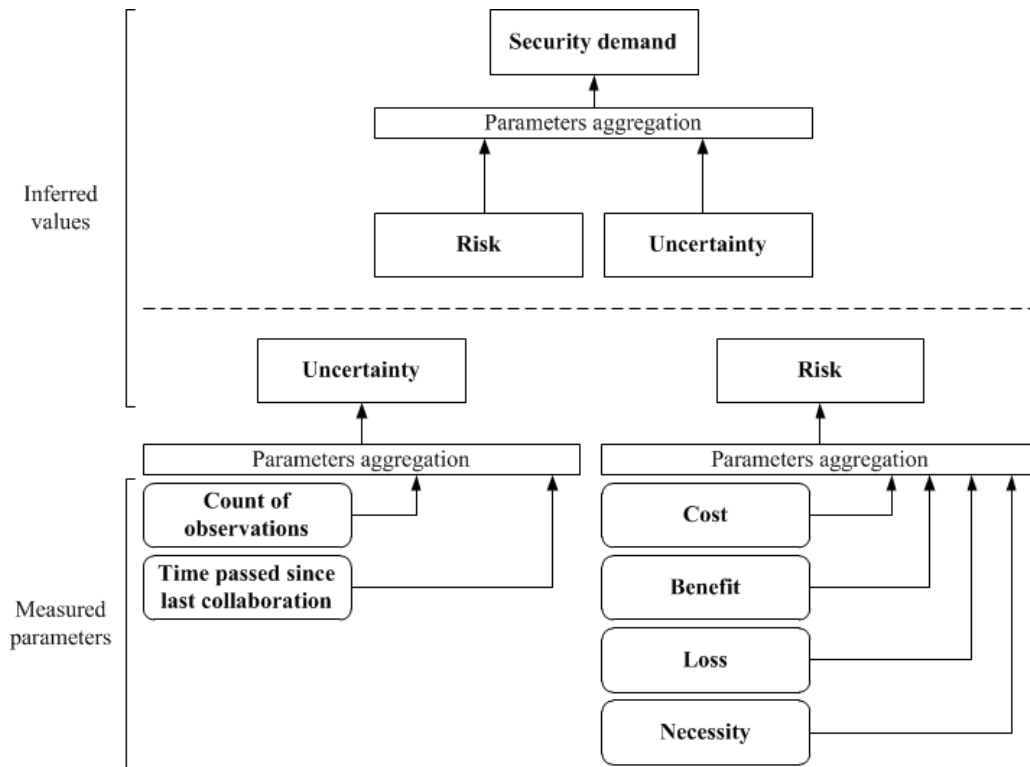 Security demand
Parameters aggregation
Inferred
values
Risk
Uncertainty
Uncertainty
Risk
Parameters aggregation
Parameters aggregation
Count of
observations
Cost
Time passed since
last collaboration
Benefit
Measured
parameters
Loss
Necessity